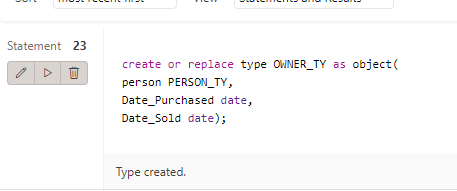 Sort most recent first View Statements and Results
Statement 23
create or replace type OWNER_TY as object(
person PERSON_TY,
Date_Purchased date,
Date_Sold date);
Type created.